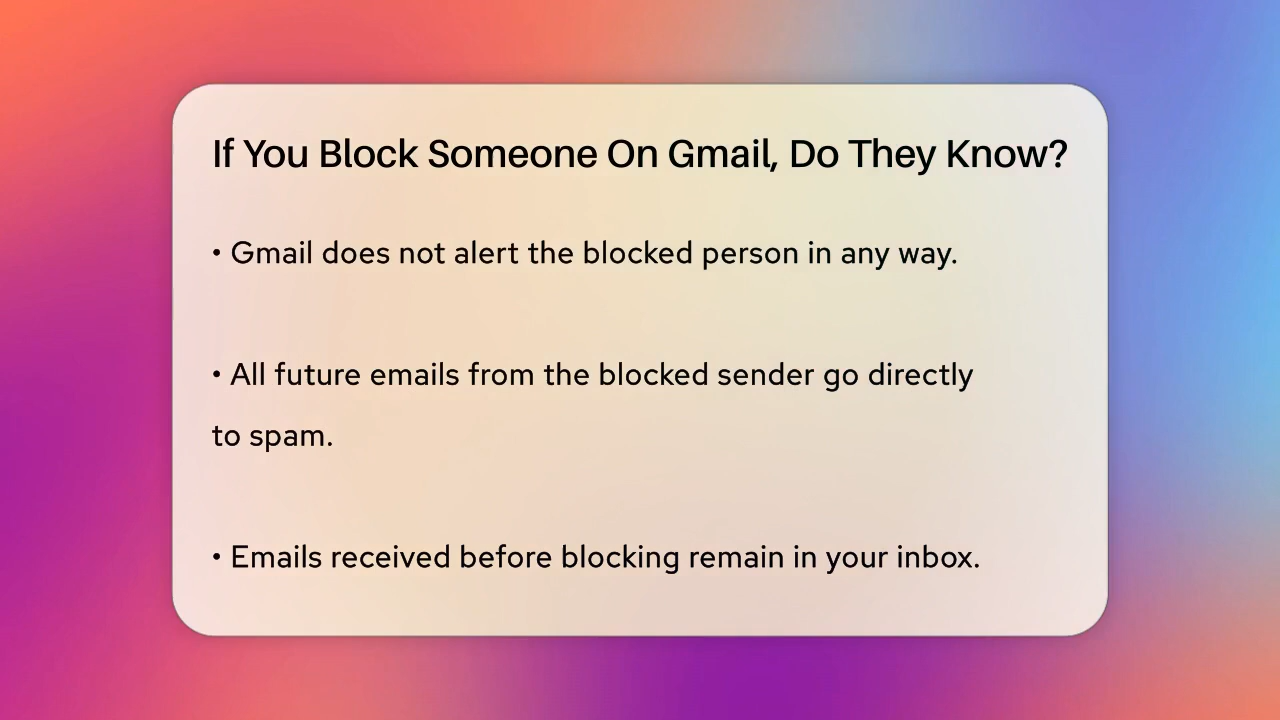 If You Block Someone On Gmail, Do They Know?
• Gmail does not alert the blocked person in any way.
• All future emails from the blocked sender go directly
to spam.
• Emails received before blocking remain in your inbox.